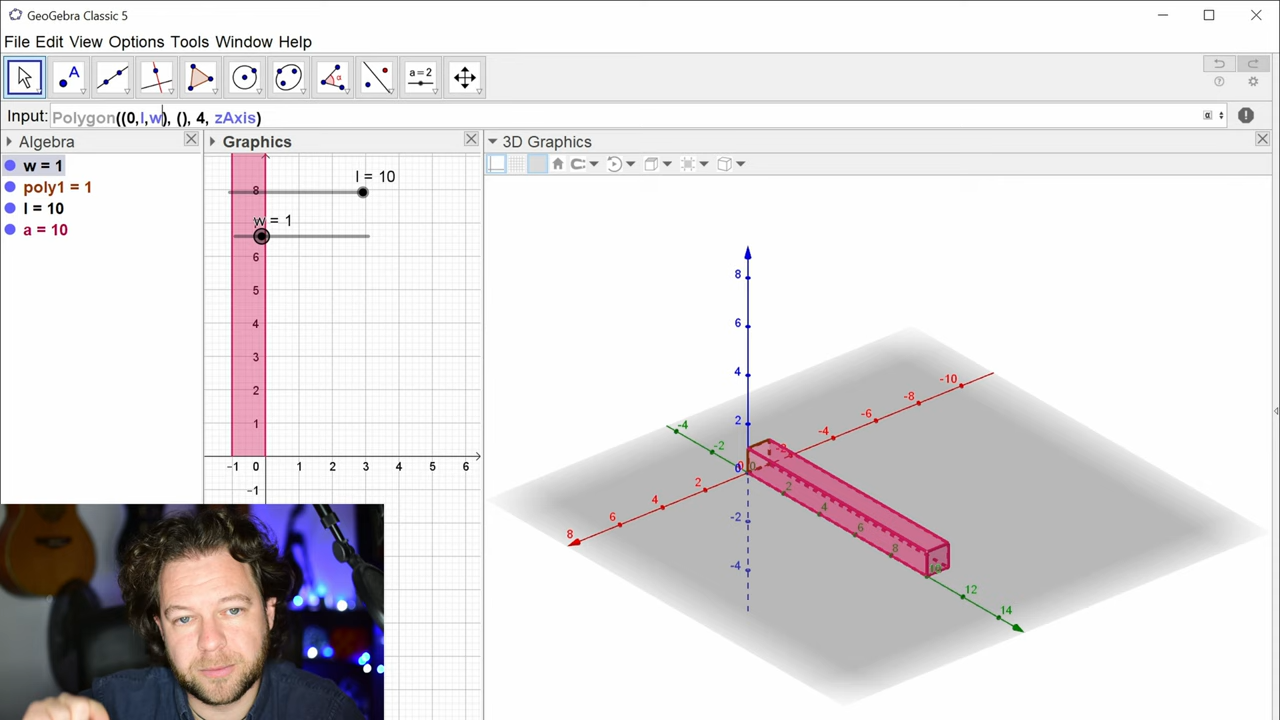 GeoGebra Classic 5
File Edit View Options Tools Window Help
A
α
a=2
Input: Polygon((0,l,w), (), 4, zAxis)
α
Algebra
Graphics
3D Graphics
w = 1
poly1 = 1
l = 10
a = 10
l = 10
w = 1
8
6
5
4
3
2
1
-1 0 1 2 3 4 5 6
-1
8
6
4
2
0
-2
-4
8 6 4 2 0 -2 -4 -6 -8 -10
-4 -2 2 4 6 8 10 12 14